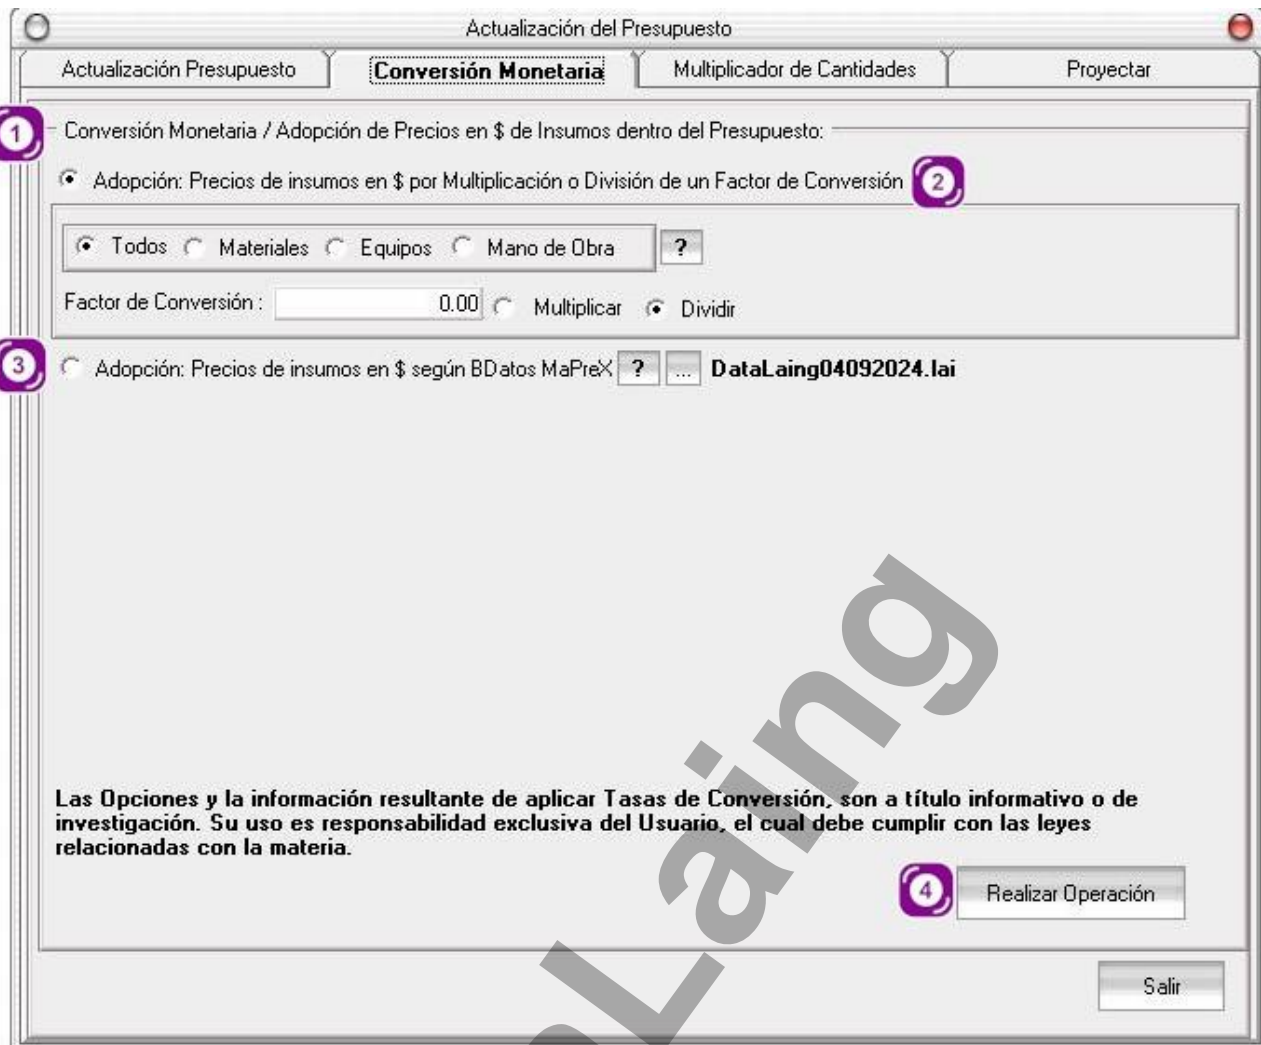 Actualización del Presupuesto
Actualización Presupuesto Conversión Monetaria Multiplicador de Cantidades Proyectar
1 Conversión Monetaria / Adopción de Precios en $ de Insumos dentro del Presupuesto:
Adopción: Precios de insumos en $ por Multiplicación o División de un Factor de Conversión 2
Todos Materiales Equipos Mano de Obra ?
Factor de Conversión : 0.00 Multiplicar Dividir
3 Adopción: Precios de insumos en $ según BDatos MaPreX ? ... DataLaing04092024.lai
Las Opciones y la información resultante de aplicar Tasas de Conversión, son a título informativo o de
investigación. Su uso es responsabilidad exclusiva del Usuario, el cual debe cumplir con las leyes
relacionadas con la materia.
4 Realizar Operación
Salir
Laing